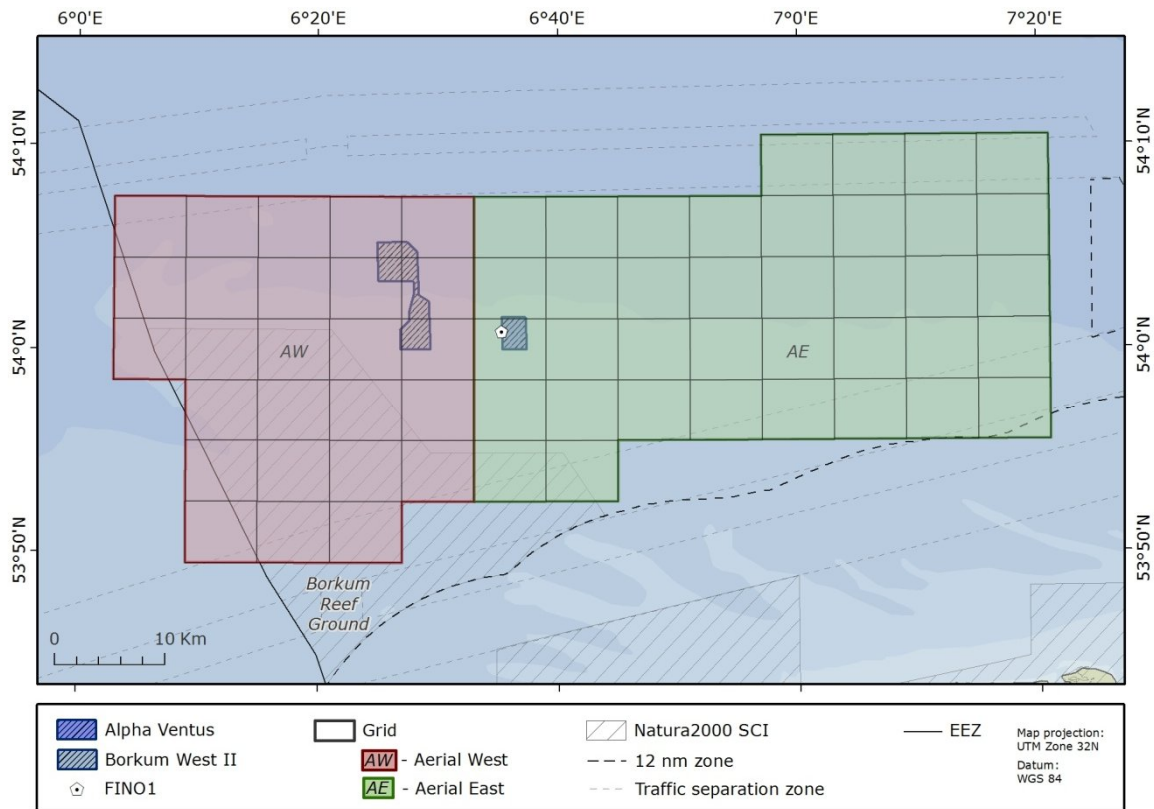 6°0'E 6°20'E 6°40'E 7°0'E 7°20'E
54°10'N 54°10'N
54°0'N AW AE 54°0'N
53°50'N 53°50'N
Borkum
Reef
Ground
0 10 Km
Alpha Ventus Grid Natura2000 SCI EEZ
Borkum West II AW - Aerial West 12 nm zone
FINO1 AE - Aerial East Traffic separation zone
Map projection:
UTM Zone 32N
Datum:
WGS 84